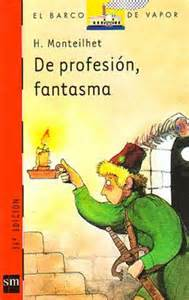 EL BARCO DE VAPOR
H. Monteilhet
De profesión,
fantasma
sm